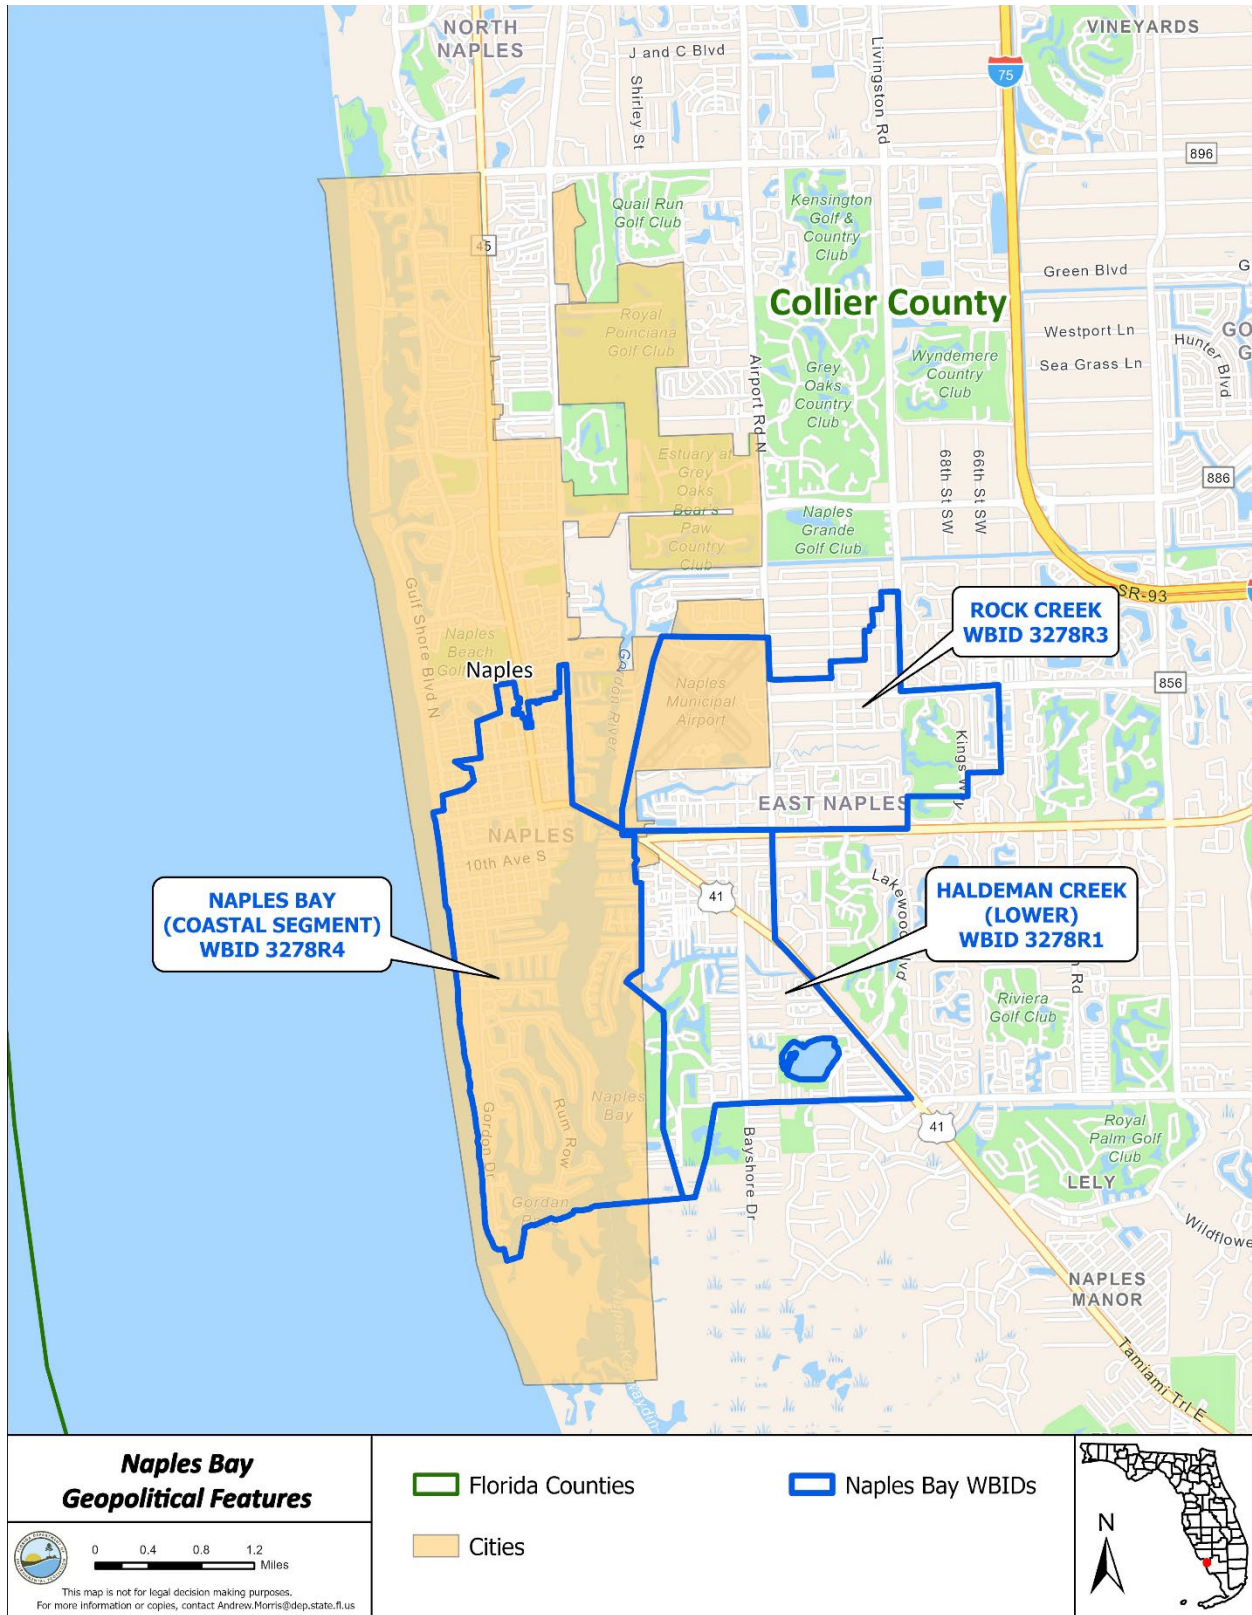 NORTH
NAPLES
J and C Blvd
Shirley St
Livingston Rd
75
VINEYARDS
896
Quail Run
Golf Club
Kensington
Golf &
Country
Club
45
Green Blvd
Collier County
Royal
Poinciana
Golf Club
Westport Ln
Sea Grass Ln
Hunter Blvd
Airport Rd N
Grey
Oaks
Country
Club
Wyndemere
Country
Club
Estuary at
Grey
Oaks
Bear's
Paw
Country
Club
68th St SW
66th St SW
886
Naples
Grande
Golf Club
Gulf Shore Blvd N
SR-93
ROCK CREEK
WBID 3278R3
Naples
Beach
Naples
Gordon River
Naples
Municipal
Airport
856
EAST NAPLES
NAPLES
10th Ave S
41
NAPLES BAY
(COASTAL SEGMENT)
WBID 3278R4
HALDEMAN CREEK
(LOWER)
WBID 3278R1
Riviera
Golf Club
Naples
Bay
Rum Row
Gordon Dr
Bayshore Dr
41
Royal
Palm Golf
Club
LELY
NAPLES
MANOR
Tamiami Trl E
Naples Bay
Geopolitical Features
0 0.4 0.8 1.2
Miles
This map is not for legal decision making purposes.
For more information or copies, contact Andrew.Morris@dep.state.fl.us
Florida Counties
Naples Bay WBIDs
Cities
N